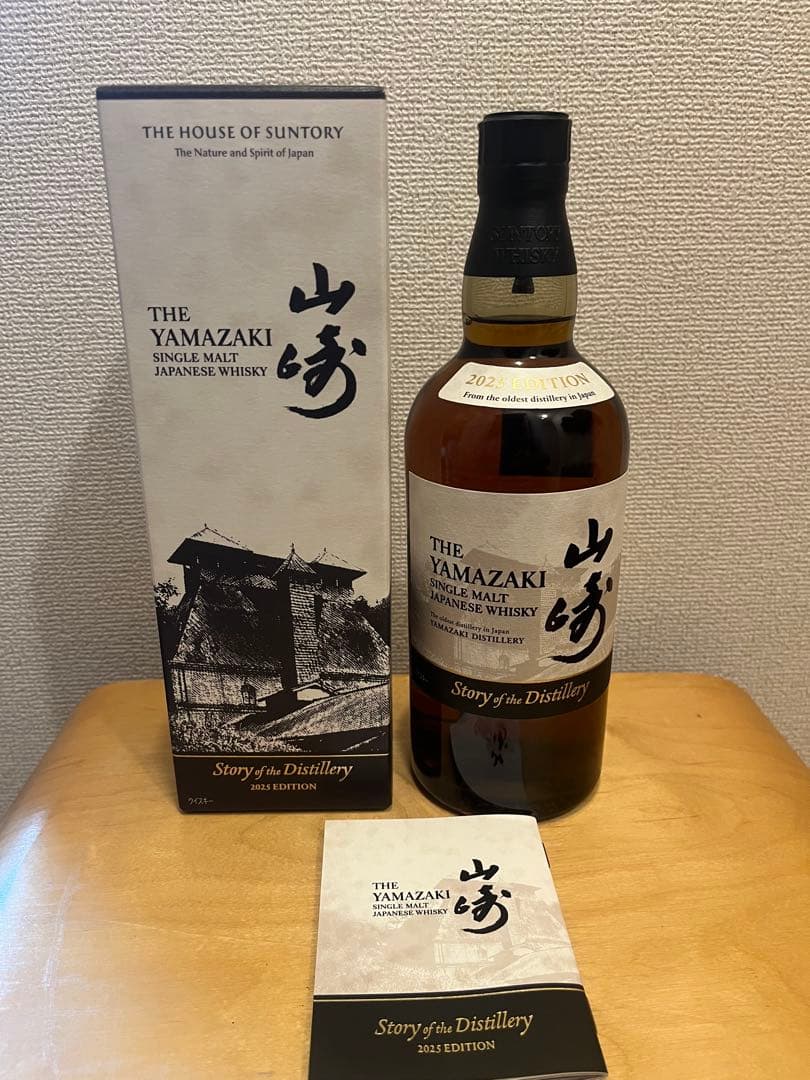 THE HOUSE OF SUNTORY
The Nature and Spirit of Japan
THE
YAMAZAKI
SINGLE MALT
JAPANESE WHISKY
山崎
Story of the Distillery
2025 EDITION
ウイスキー
SUNTORY
WHISKY
2025 EDITION
From the oldest distillery in Japan
THE
YAMAZAKI
SINGLE MALT
JAPANESE WHISKY
The oldest distillery in Japan
YAMAZAKI DISTILLERY
山崎
Story of the Distillery
THE
YAMAZAKI
SINGLE MALT
JAPANESE WHISKY
山崎
Story of the Distillery
2025 EDITION